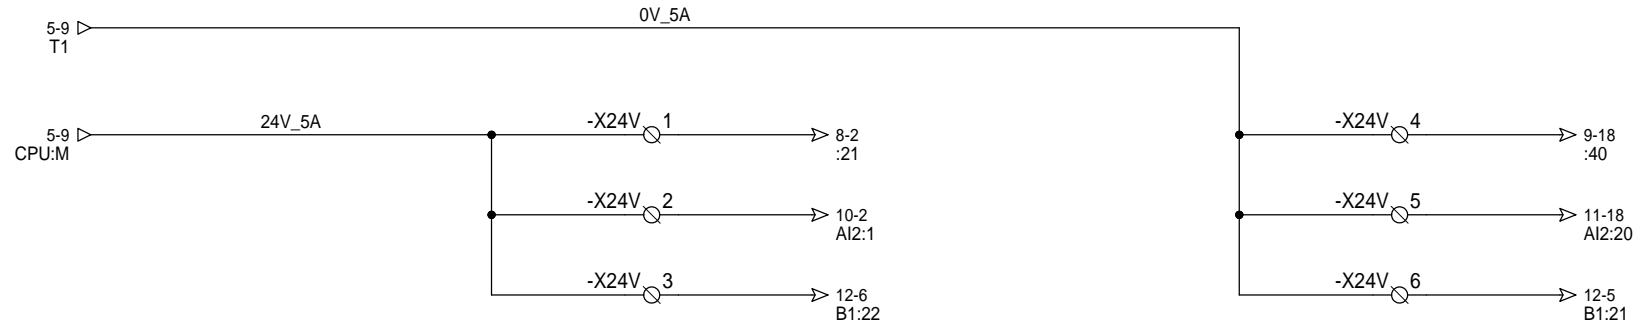 0V_5A
5-9
T1
24V_5A
5-9
CPU:M
-X24V 1
8-2
:21
-X24V 4
9-18
:40
-X24V 2
10-2
AI2:1
-X24V 5
11-18
AI2:20
-X24V 3
12-6
B1:22
-X24V 6
12-5
B1:21